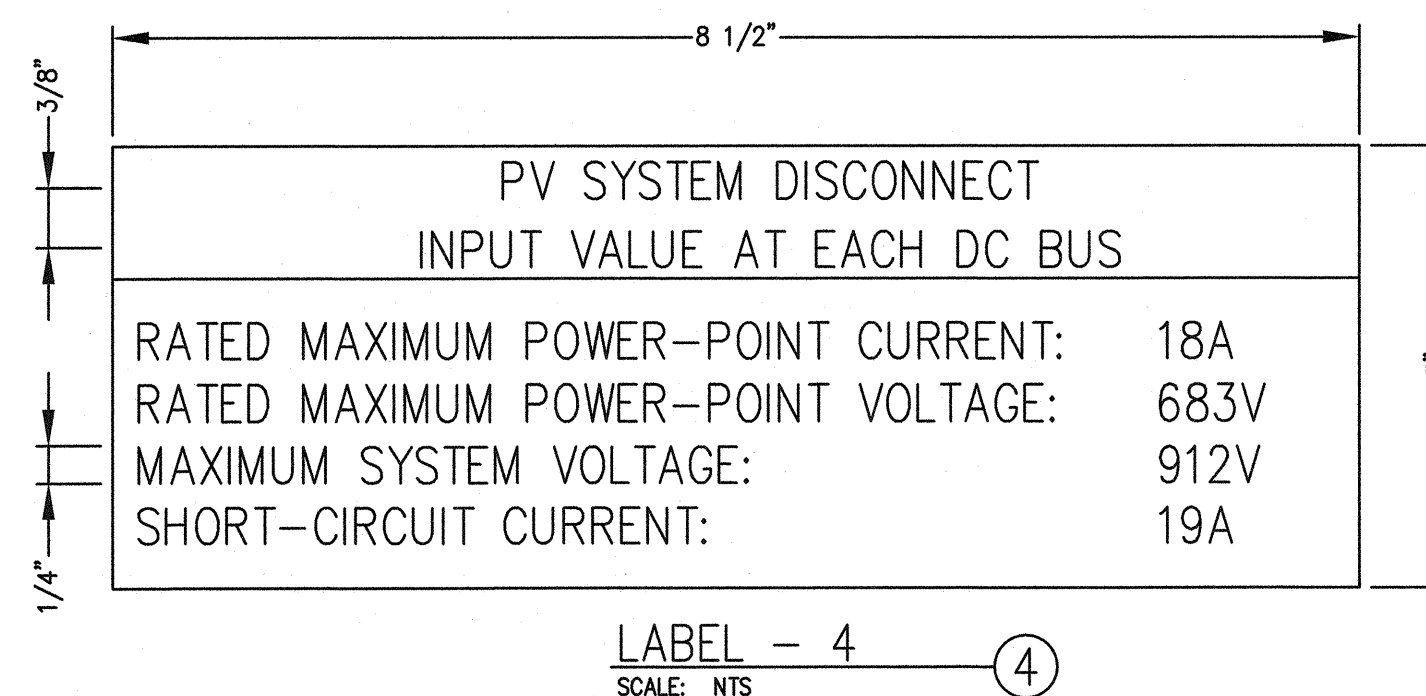 8 1/2"
3/8"
PV SYSTEM DISCONNECT
INPUT VALUE AT EACH DC BUS
RATED MAXIMUM POWER-POINT CURRENT: 18A
RATED MAXIMUM POWER-POINT VOLTAGE: 683V
MAXIMUM SYSTEM VOLTAGE: 912V
SHORT-CIRCUIT CURRENT: 19A
1/4"
LABEL - 4
4
SCALE: NTS